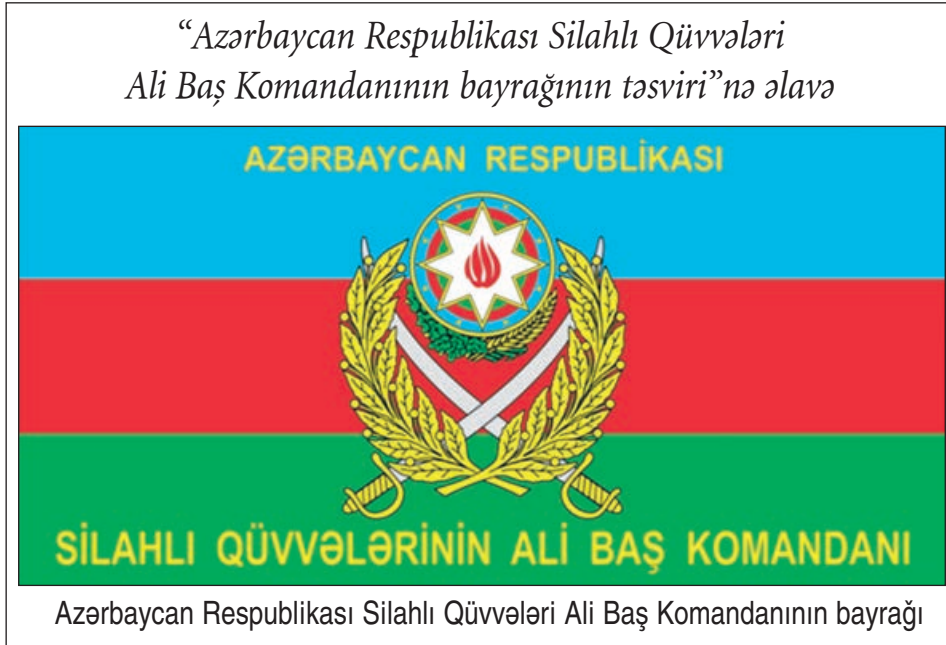 “Azərbaycan Respublikası Silahlı Qüvvələri
Ali Baş Komandanının bayrağının təsviri”nə əlavə
AZƏRBAYCAN RESPUBLİKASI
SİLAHLI QÜVVƏLƏRİNİN ALİ BAŞ KOMANDANI
Azərbaycan Respublikası Silahlı Qüvvələri Ali Baş Komandanının bayrağı